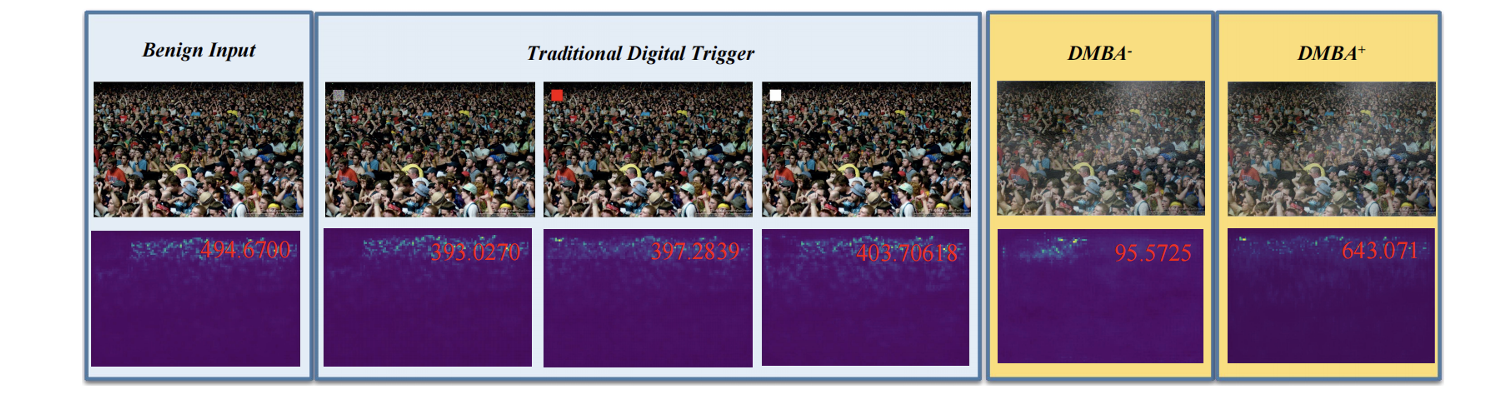 Benign Input
Traditional Digital Trigger
DMBA-
DMBA+
494.6700
393.0270
397.2839
403.70618
95.5725
643.071